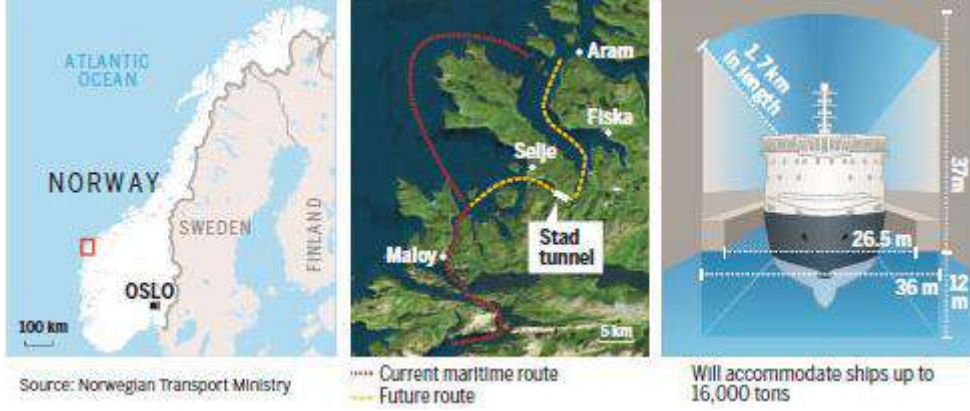 ATLANTIC
OCEAN
NORWAY
SWEDEN
FINLAND
OSLO
100 km
Source: Norwegian Transport Ministry
Aram
Fiska
Selje
Stad
tunnel
Maloy
5 km
Current maritime route
Future route
1.7 km
in length
37m
26.5 m
36 m
12
m
Will accommodate ships up to
16,000 tons